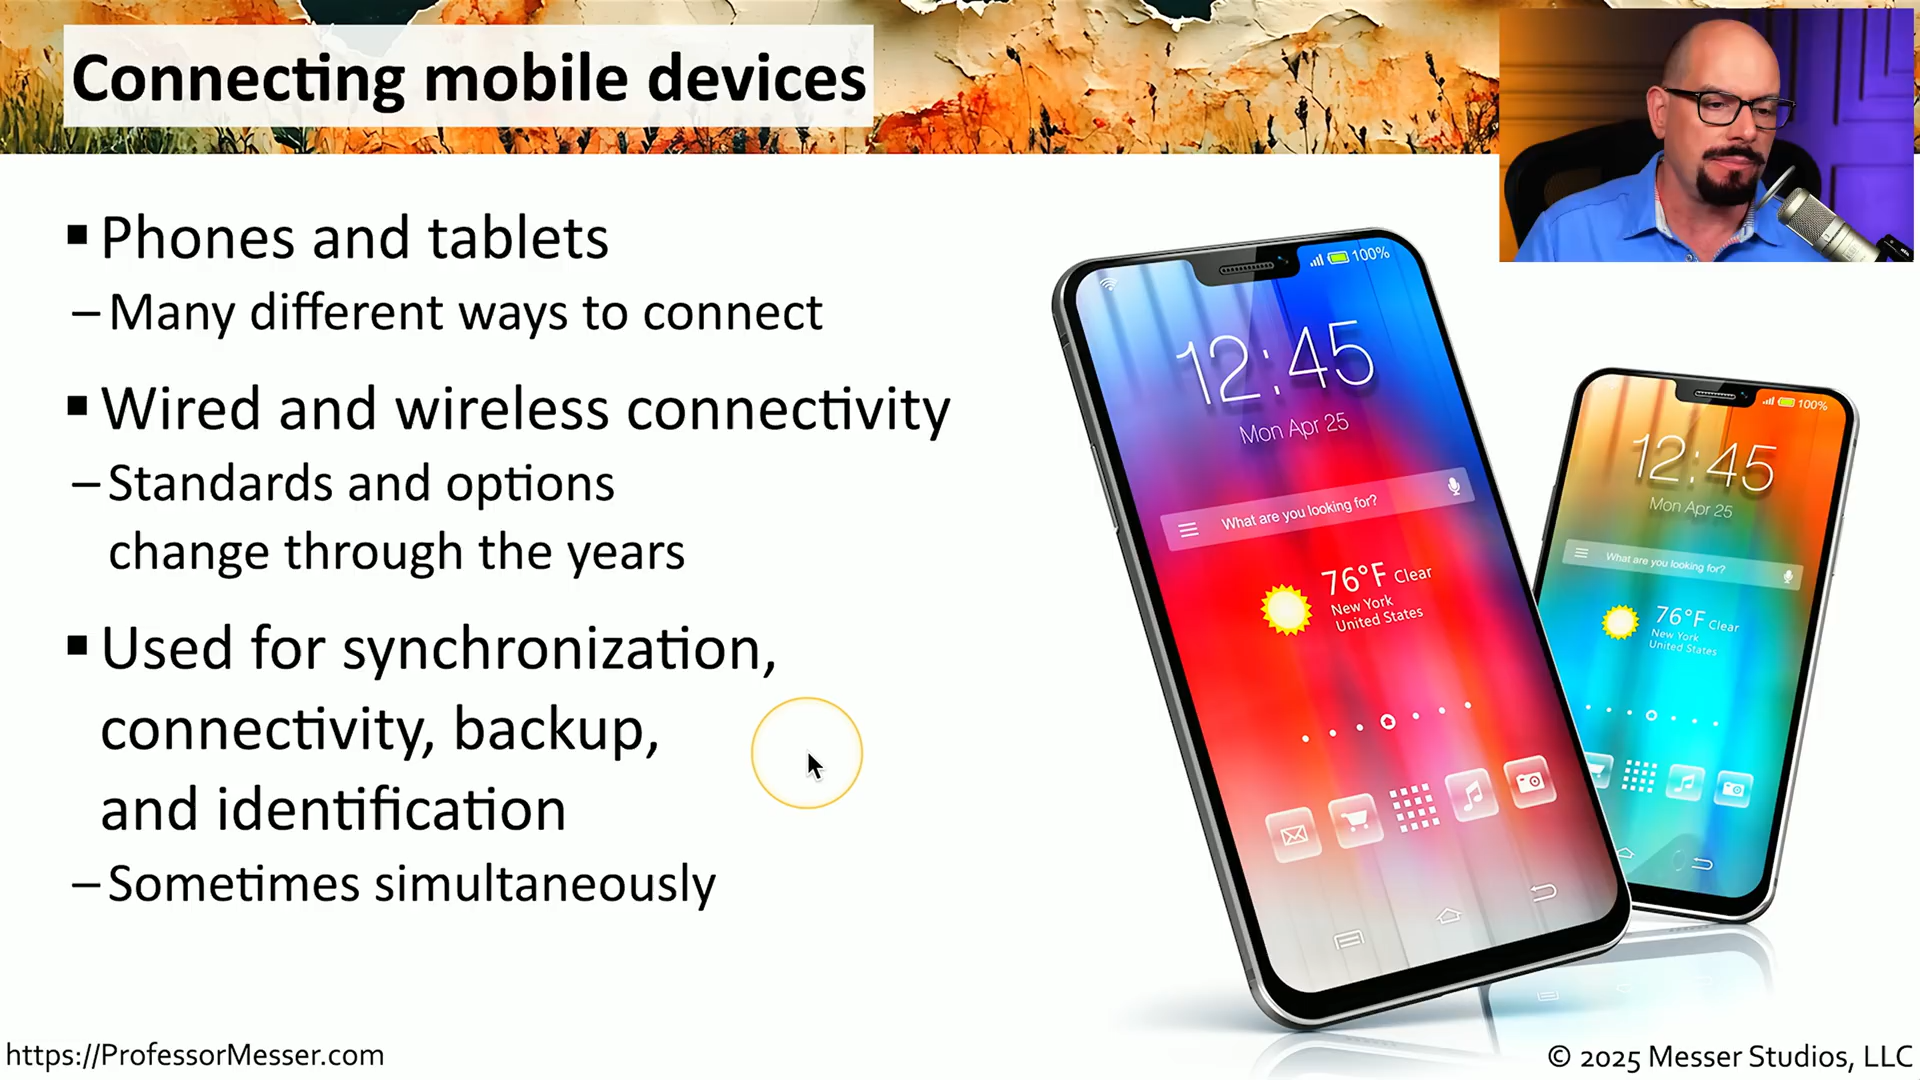 Connecting mobile devices
▪ Phones and tablets
– Many different ways to connect
▪ Wired and wireless connectivity
– Standards and options
change through the years
▪ Used for synchronization,
connectivity, backup,
and identification
– Sometimes simultaneously
100%
12:45
Mon Apr 25
What are you looking for?
76°F Clear
New York
United States
100%
12:45
Mon Apr 25
What are you looking for?
76°F Clear
New York
United States
https://ProfessorMesser.com
© 2025 Messer Studios, LLC